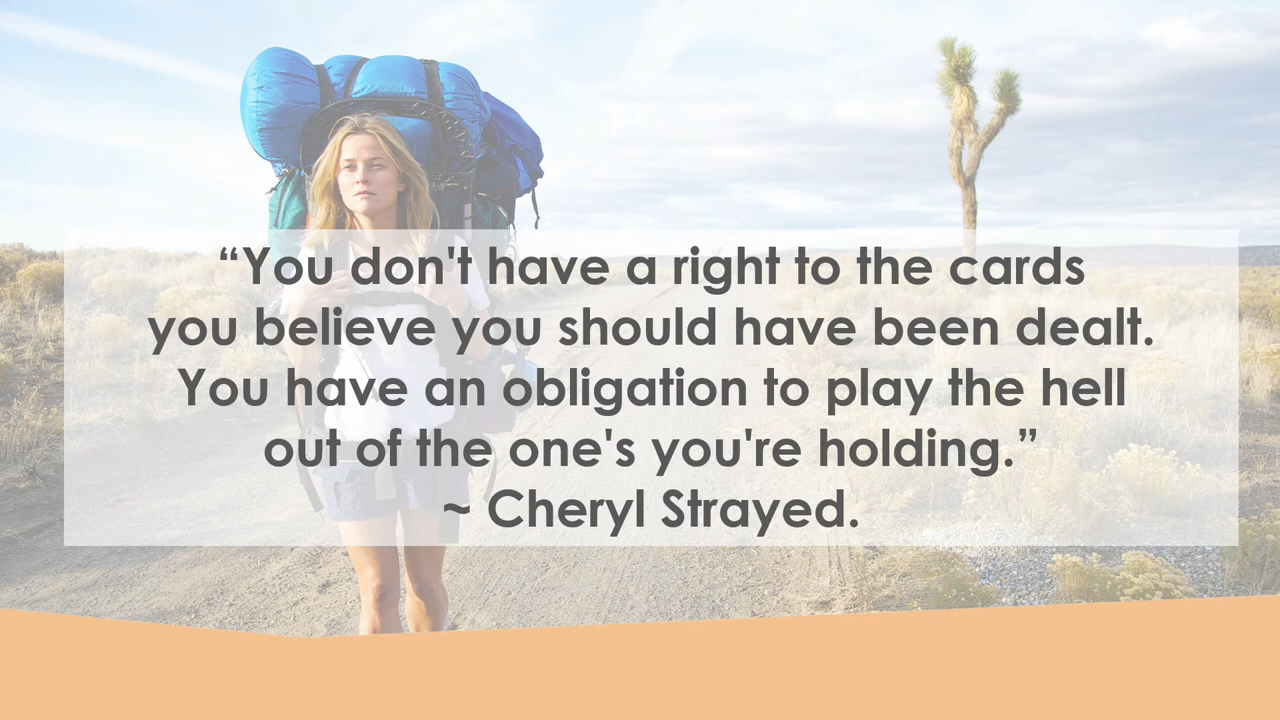 “You don't have a right to the cards
you believe you should have been dealt.
You have an obligation to play the hell
out of the one's you're holding.”
~ Cheryl Strayed.